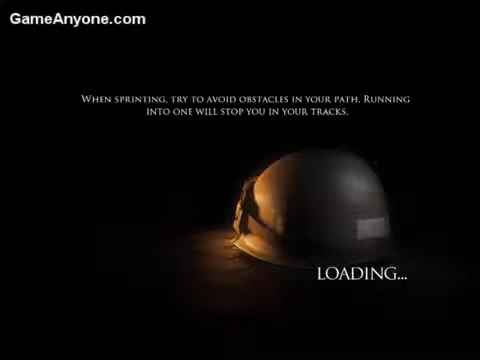 GameAnyone.com
When sprinting, try to avoid obstacles in your path. Running
into one will stop you in your tracks.
LOADING...